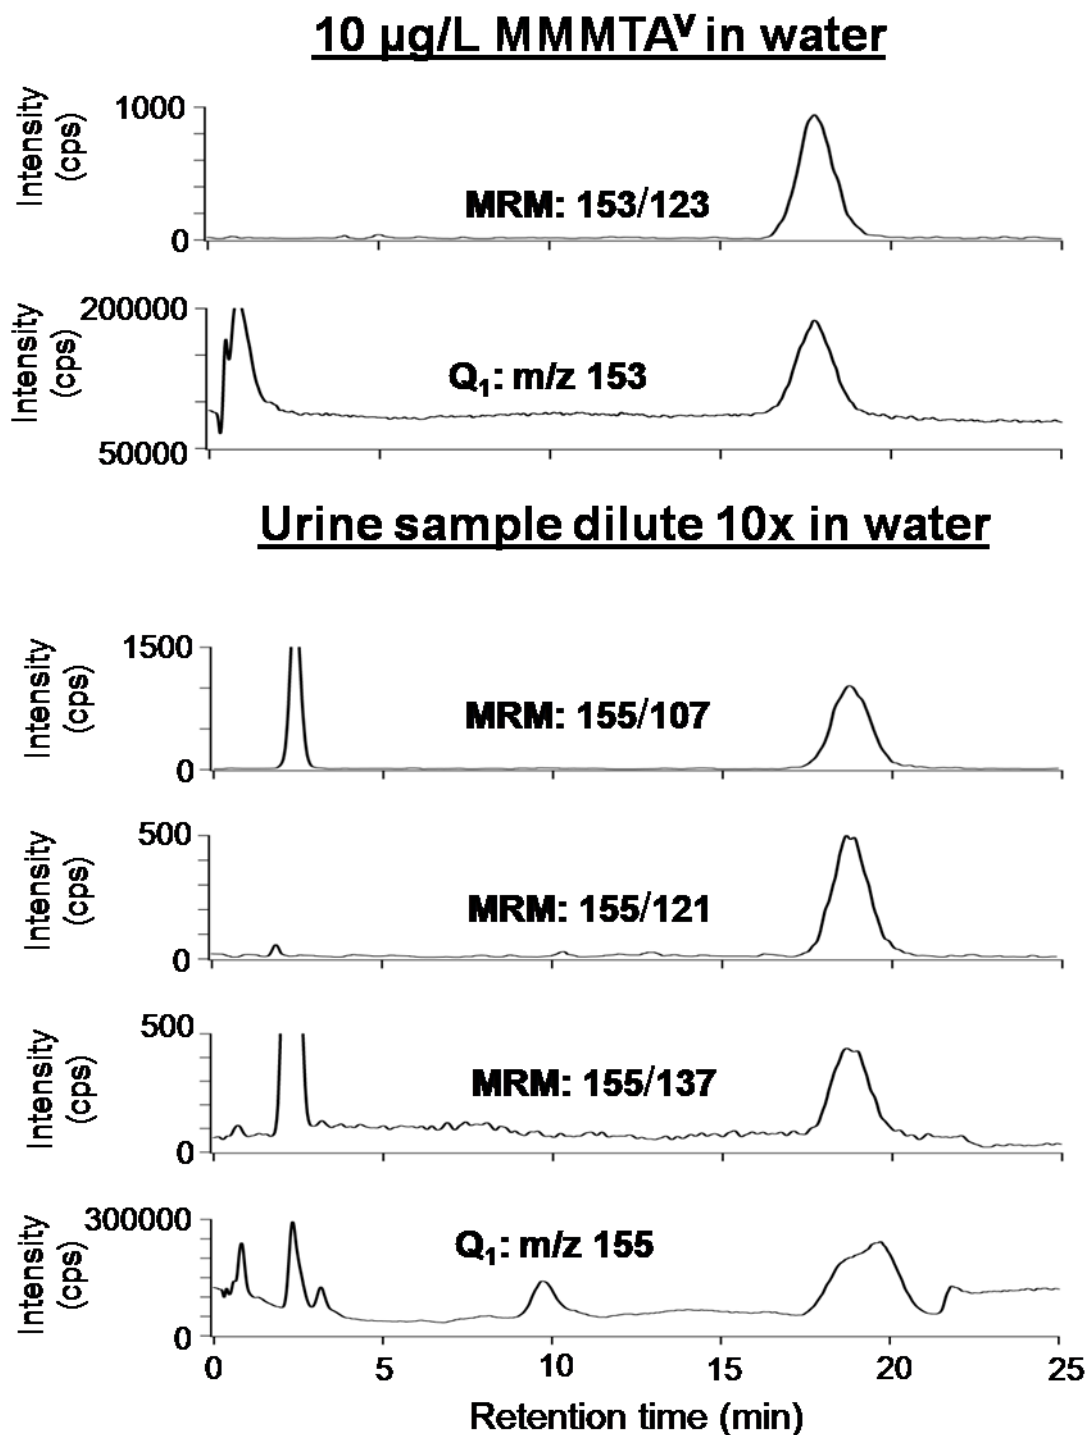 10 µg/L MMMTAⱽ in water
Intensity
(cps)
1000
0
MRM: 153/123
Intensity
(cps)
200000
50000
Q₁: m/z 153
Urine sample dilute 10x in water
Intensity
(cps)
1500
0
MRM: 155/107
Intensity
(cps)
500
0
MRM: 155/121
Intensity
(cps)
500
0
MRM: 155/137
Intensity
(cps)
300000
0
Q₁: m/z 155
0 5 10 15 20 25
Retention time (min)